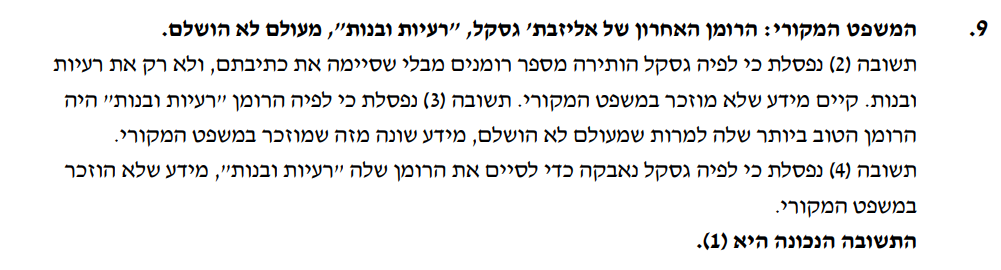 9. המשפט המקורי: הרומן האחרון של אליזבת' גסקל, "רעיות ובנות", מעולם לא הושלם.
תשובה (2) נפסלת כי לפיה גסקל הותירה מספר רומנים מבלי שסיימה את כתיבתם, ולא רק את רעיות
ובנות. קיים מידע שלא מוזכר במשפט המקורי. תשובה (3) נפסלת כי לפיה הרומן "רעיות ובנות" היה
הרומן הטוב ביותר שלה למרות שמעולם לא הושלם, מידע שונה מזה שמוזכר במשפט המקורי.
תשובה (4) נפסלת כי לפיה גסקל נאבקה כדי לסיים את הרומן שלה "רעיות ובנות", מידע שלא הוזכר
במשפט המקורי.
התשובה הנכונה היא (1).